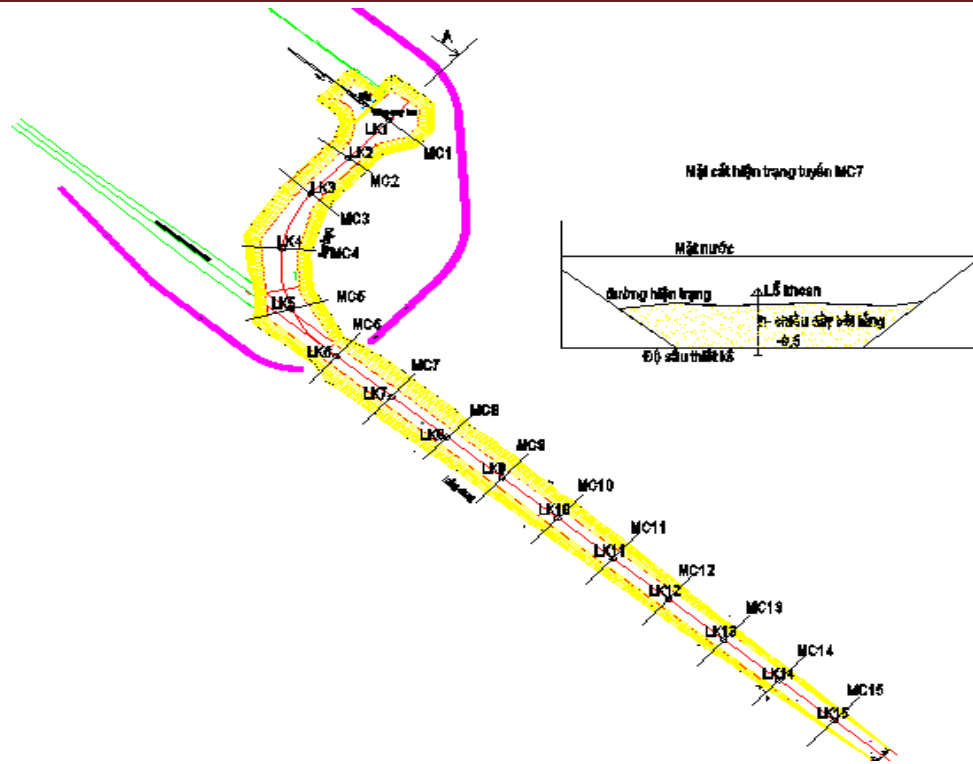 A
LK1
MC1
LK2
MC2
LK3
MC3
LK4
MC4
LK5
MC5
LK6
MC6
LK7
MC7
LK8
MC8
LK9
MC9
LK10
MC10
LK11
MC11
LK12
MC12
LK13
MC13
LK14
MC14
LK15
MC15
Mặt cắt hiện trạng tuyến MC7
Mặt nước
đường hiện trạng
Lỗ khoan
chiều dày bồi lắng
-9,5
Độ sâu thiết kế